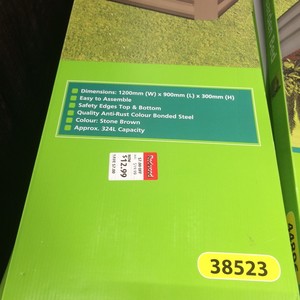 Dimensions: 1200mm (W) x 900mm (L) x 300mm (H)
Easy to Assemble
Safety Edges Top & Bottom
Quality Anti-Rust Colour Bonded Steel
Colour: Stone Brown
Approx. 324L Capacity
$12.99
38523